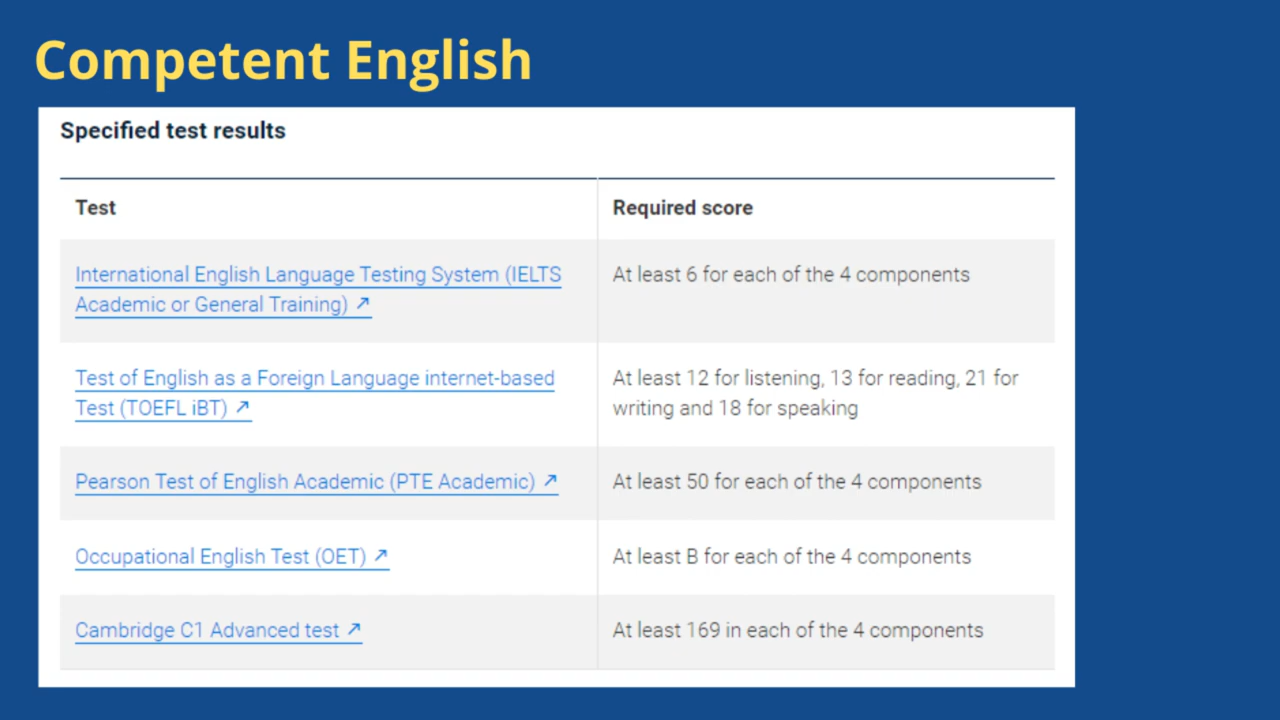 Competent English
Specified test results
Test
Required score
International English Language Testing System (IELTS
Academic or General Training) ↗
At least 6 for each of the 4 components
Test of English as a Foreign Language internet-based
Test (TOEFL iBT) ↗
At least 12 for listening, 13 for reading, 21 for
writing and 18 for speaking
Pearson Test of English Academic (PTE Academic) ↗
At least 50 for each of the 4 components
Occupational English Test (OET) ↗
At least B for each of the 4 components
Cambridge C1 Advanced test ↗
At least 169 in each of the 4 components